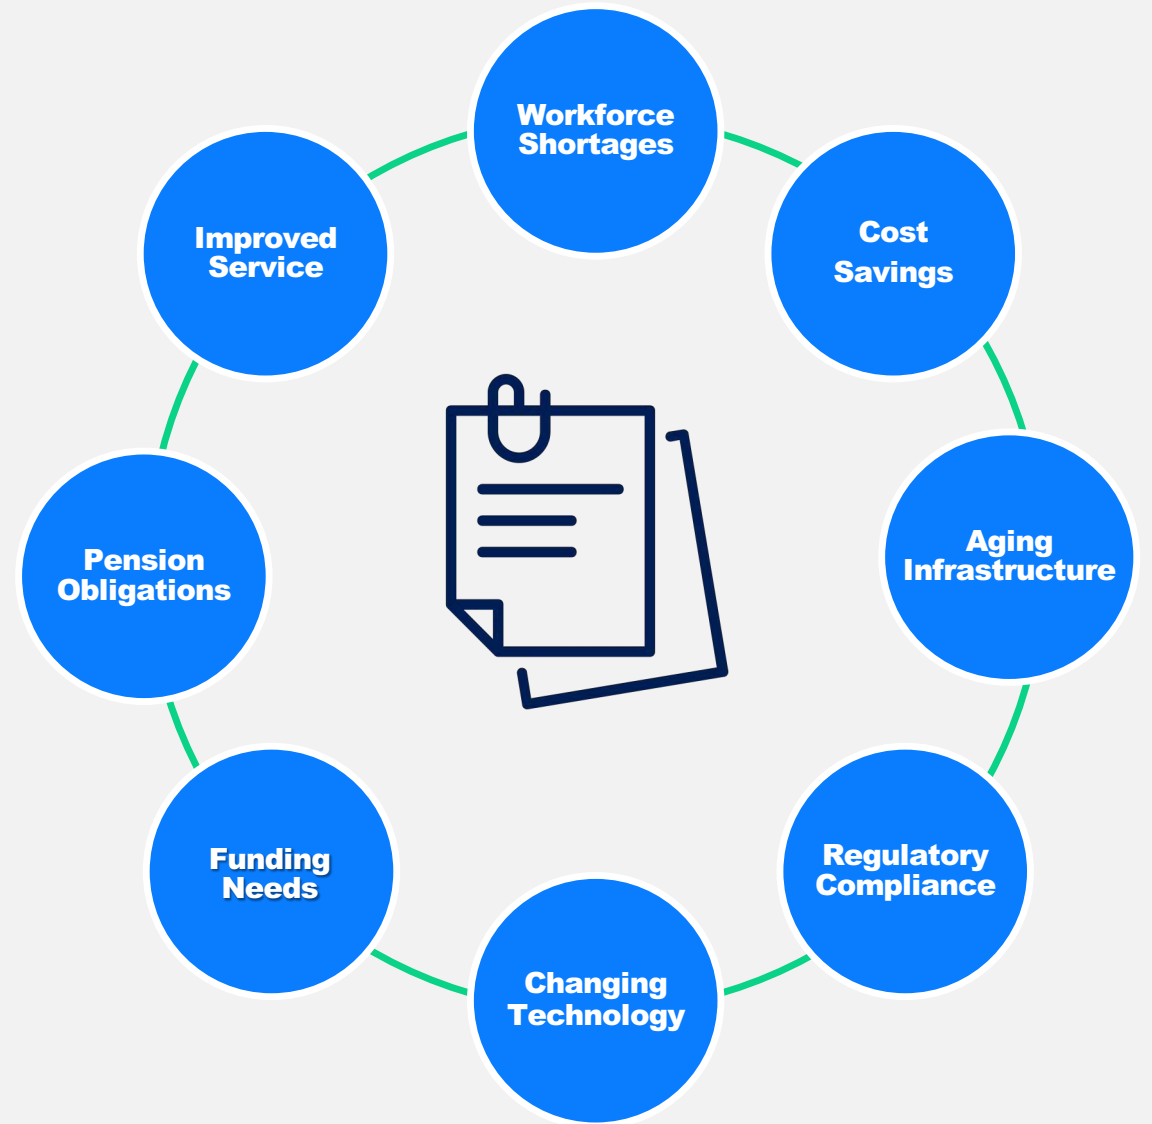 Workforce
Shortages
Cost
Savings
Aging
Infrastructure
Regulatory
Compliance
Changing
Technology
Funding
Needs
Pension
Obligations
Improved
Service